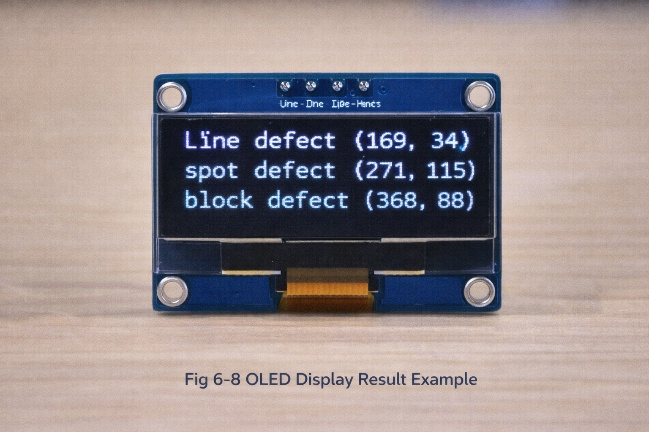 Line defect (169, 34)
spot defect (271, 115)
block defect (368, 88)
Fig 6-8 OLED Display Result Example